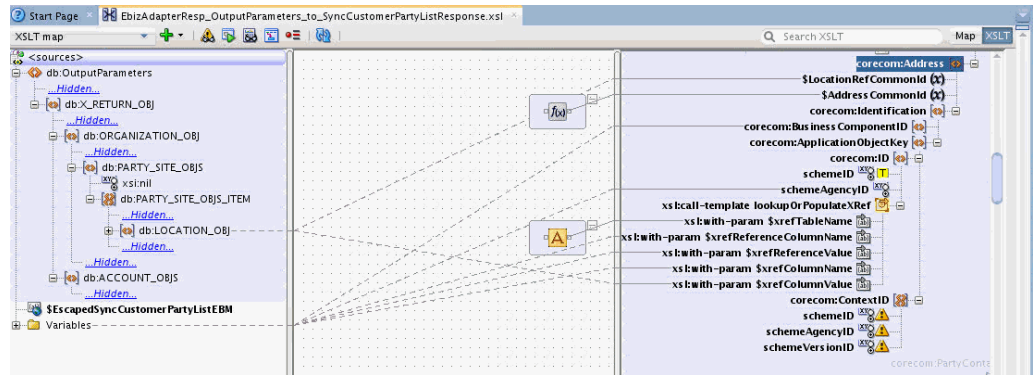 Start Page
EbizAdapterResp_OutputParameters_to_SyncCustomerPartyListResponse.xsl
XSLT map
Search XSLT
Map
XSLT
<sources>
db:OutputParameters
...Hidden...
db:X_RETURN_OBJ
...Hidden...
db:ORGANIZATION_OBJ
...Hidden...
db:PARTY_SITE_OBJS
xsi:nil
db:PARTY_SITE_OBJS_ITEM
...Hidden...
db:LOCATION_OBJ
...Hidden...
...Hidden...
db:ACCOUNT_OBJS
...Hidden...
$EscapedSyncCustomerPartyListEBM
Variables
f(x)
A
corecom:Address
$LocationRefCommonId (x)
$AddressCommonId (x)
corecom:Identification
corecom:BusinessComponentID
corecom:ApplicationObjectKey
corecom:ID
schemeID T
schemeAgencyID
xsl:call-template lookupOrPopulateXRef
xsl:with-param $xrefTableName
xsl:with-param $xrefReferenceColumnName
xsl:with-param $xrefReferenceValue
xsl:with-param $xrefColumnName
xsl:with-param $xrefColumnValue
corecom:ContextID
schemeID
schemeAgencyID
schemeVersionID
corecom:PartyConta